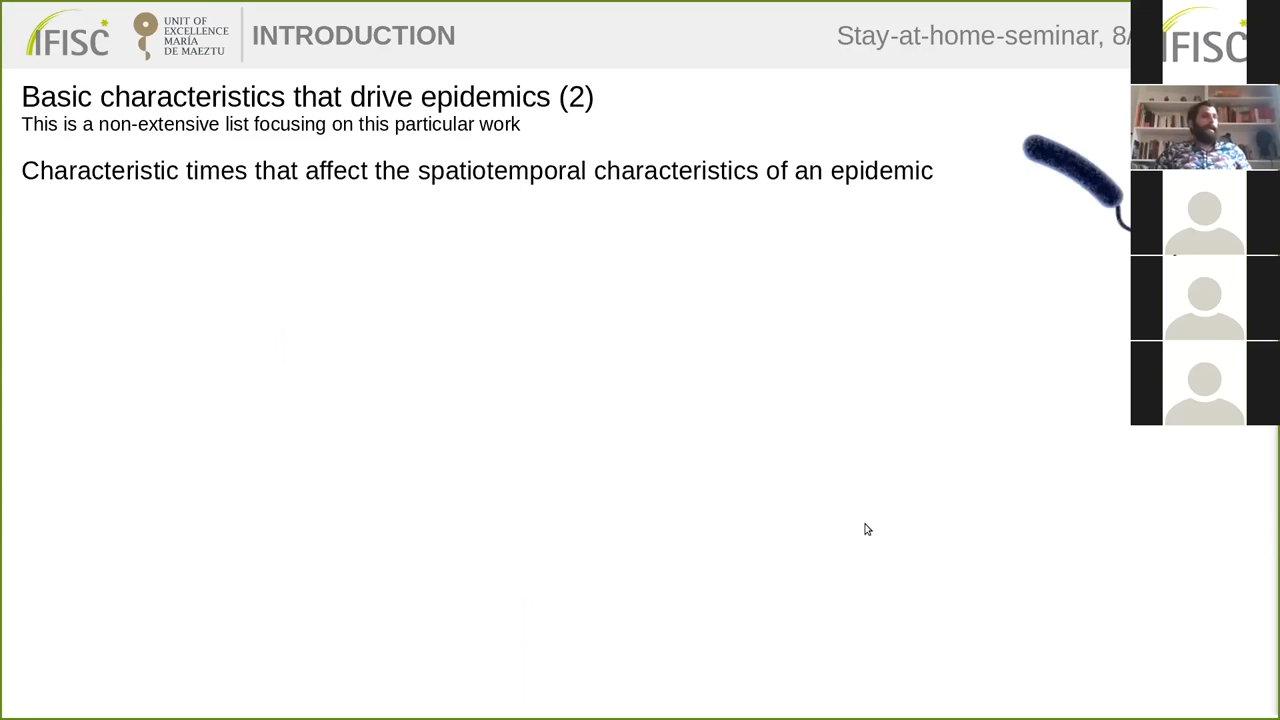 IFISC
UNIT OF
EXCELLENCE
MARÍA
DE MAEZTU
INTRODUCTION
Stay-at-home-seminar, 8/
IFISC
Basic characteristics that drive epidemics (2)
This is a non-extensive list focusing on this particular work
Characteristic times that affect the spatiotemporal characteristics of an epidemic